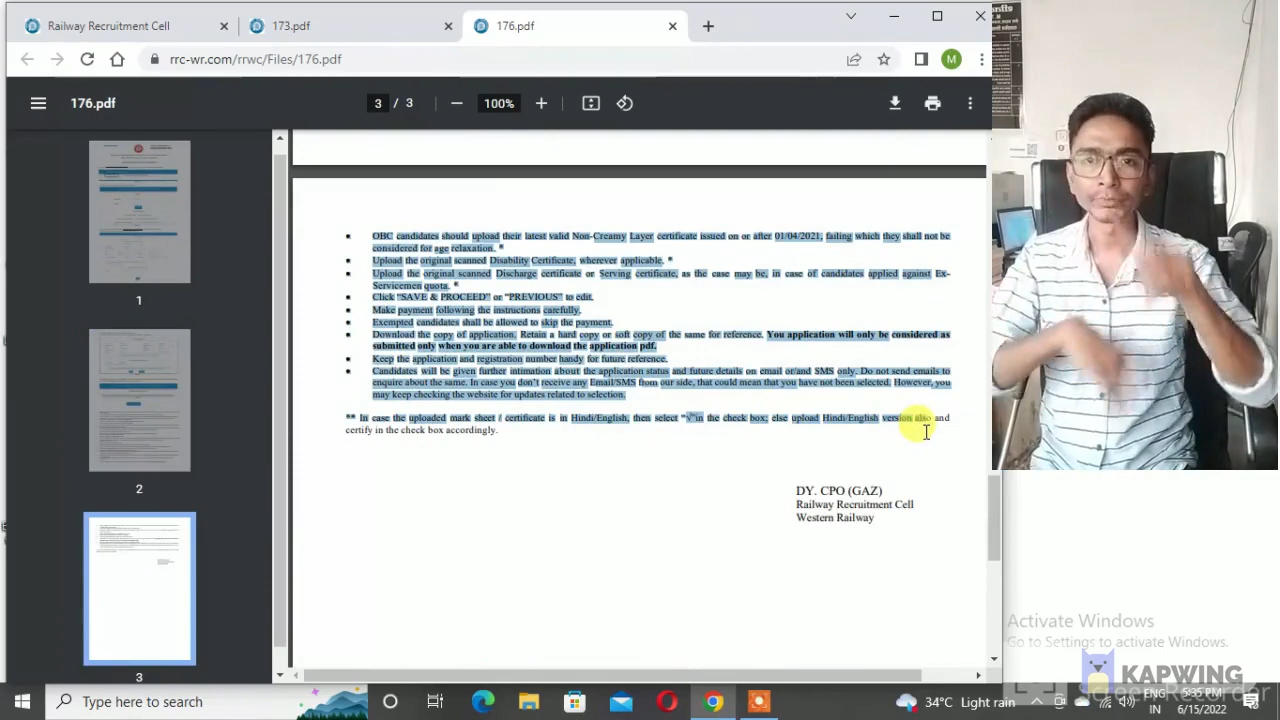 Railway Recruitment Cell
173
176.pdf
wc/Files/176.pdf
M
176.pdf
3 / 3
100%
1
2
3
▪ OBC candidates should upload their latest valid Non-Creamy Layer certificate issued on or after 01/04/2021, failing which they shall not be
considered for age relaxation. *
▪ Upload the original scanned Disability Certificate, wherever applicable. *
▪ Upload the original scanned Discharge certificate or Serving certificate, as the case may be, in case of candidates applied against Ex-
Servicemen quota. *
▪ Click “SAVE & PROCEED” or “PREVIOUS” to edit.
▪ Make payment following the instructions carefully.
▪ Exempted candidates shall be allowed to skip the payment.
▪ Download the copy of application. Retain a hard copy or soft copy of the same for reference. You application will only be considered as
submitted only when you are able to download the application pdf.
▪ Keep the application and registration number handy for future reference.
▪ Candidates will be given further intimation about the application status and future details on email or/and SMS only. Do not send emails to
enquire about the same. In case you don’t receive any Email/SMS from our side, that could mean that you have not been selected. However, you
may keep checking the website for updates related to selection.
** In case the uploaded mark sheet / certificate is in Hindi/English, then select “√”in the check box; else upload Hindi/English version also and
certify in the check box accordingly.
DY. CPO (GAZ)
Railway Recruitment Cell
Western Railway
Activate Windows
Go to Settings to activate Windows.
KAPWING
Screen Recorder
Type here to search
34°C Light rain
ENG
IN
5:35 PM
6/15/2022